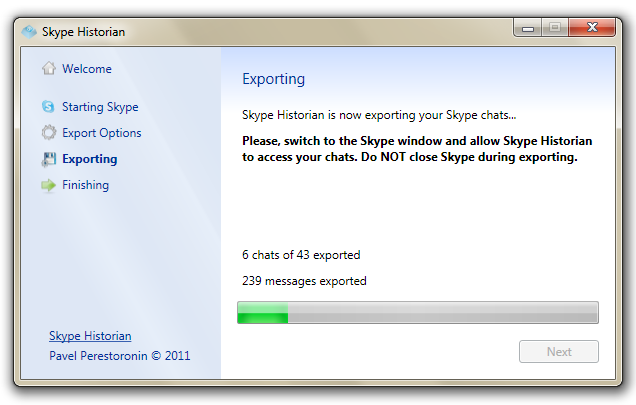 Skype Historian
Welcome
Starting Skype
Export Options
Exporting
Finishing
Skype Historian
Pavel Perestoronin © 2011
Exporting
Skype Historian is now exporting your Skype chats...
Please, switch to the Skype window and allow Skype Historian
to access your chats. Do NOT close Skype during exporting.
6 chats of 43 exported
239 messages exported
Next